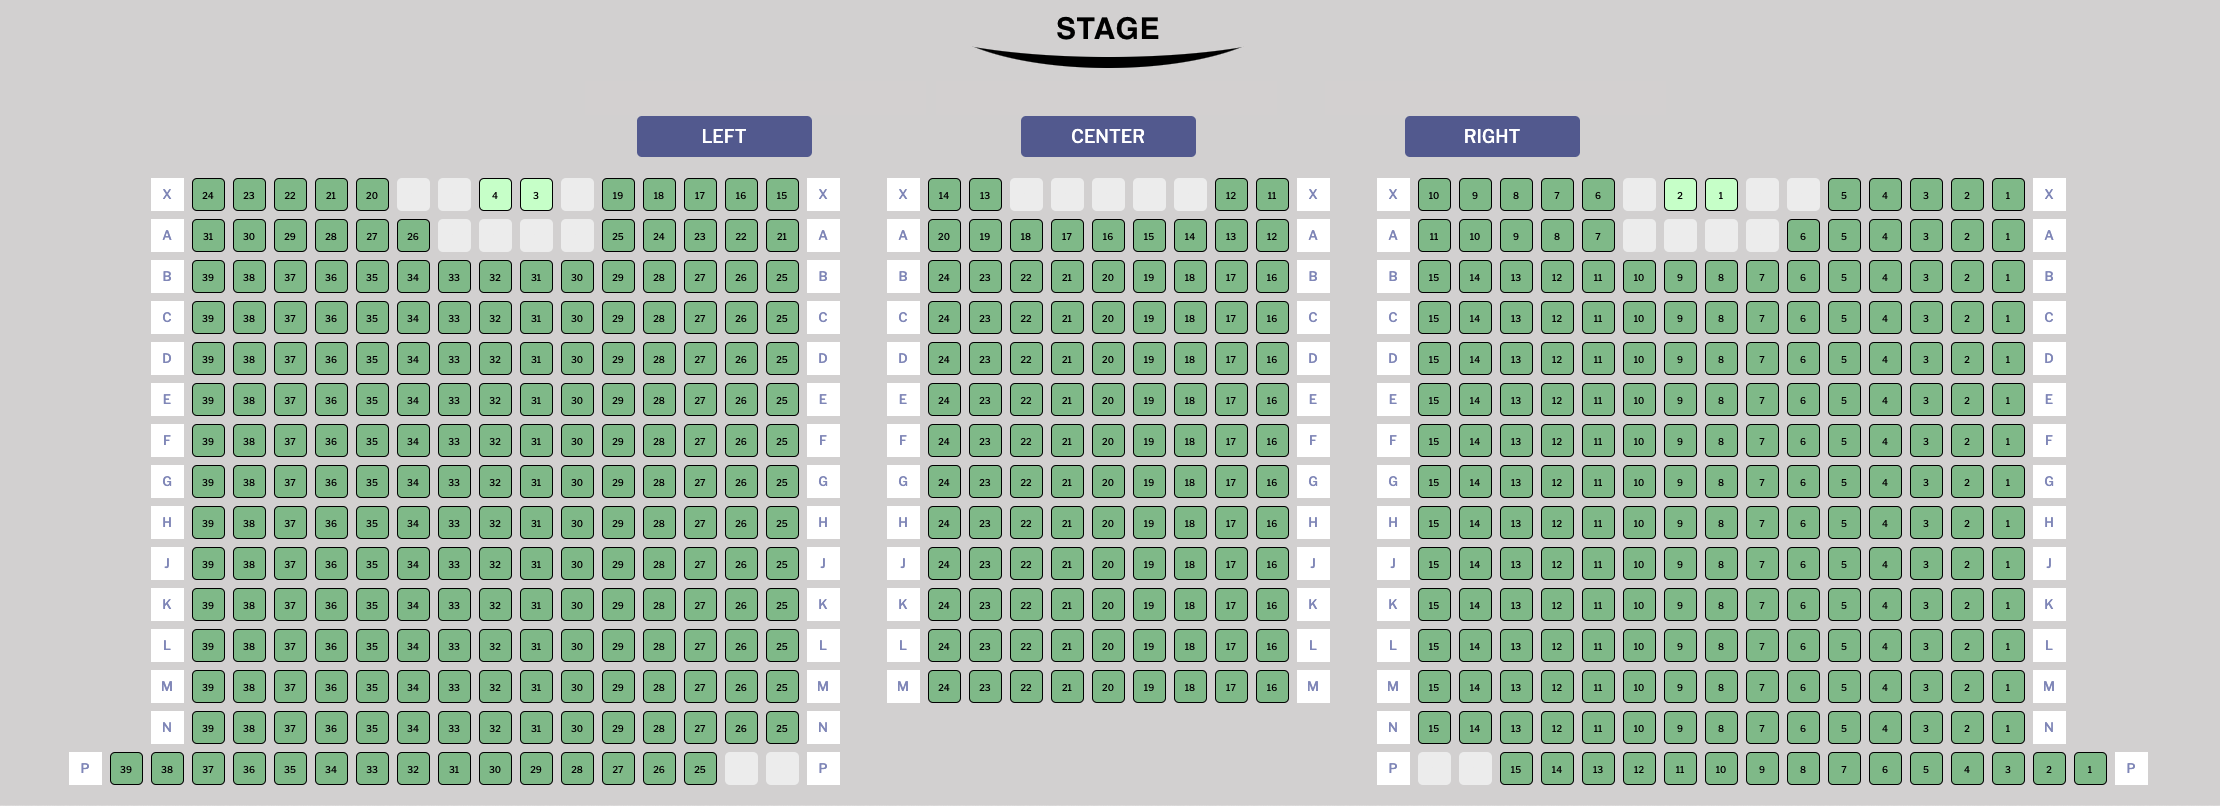 STAGE
LEFT CENTER RIGHT
X 24 23 22 21 20 4 3 19 18 17 16 15 X X 14 13 12 11 X X 10 9 8 7 6 2 1 5 4 3 2 1 X
A 31 30 29 28 27 26 25 24 23 22 21 A A 20 19 18 17 16 15 14 13 12 A A 11 10 9 8 7 6 5 4 3 2 1 A
B 39 38 37 36 35 34 33 32 31 30 29 28 27 26 25 B B 24 23 22 21 20 19 18 17 16 B B 15 14 13 12 11 10 9 8 7 6 5 4 3 2 1 B
C 39 38 37 36 35 34 33 32 31 30 29 28 27 26 25 C C 24 23 22 21 20 19 18 17 16 C C 15 14 13 12 11 10 9 8 7 6 5 4 3 2 1 C
D 39 38 37 36 35 34 33 32 31 30 29 28 27 26 25 D D 24 23 22 21 20 19 18 17 16 D D 15 14 13 12 11 10 9 8 7 6 5 4 3 2 1 D
E 39 38 37 36 35 34 33 32 31 30 29 28 27 26 25 E E 24 23 22 21 20 19 18 17 16 E E 15 14 13 12 11 10 9 8 7 6 5 4 3 2 1 E
F 39 38 37 36 35 34 33 32 31 30 29 28 27 26 25 F F 24 23 22 21 20 19 18 17 16 F F 15 14 13 12 11 10 9 8 7 6 5 4 3 2 1 F
G 39 38 37 36 35 34 33 32 31 30 29 28 27 26 25 G G 24 23 22 21 20 19 18 17 16 G G 15 14 13 12 11 10 9 8 7 6 5 4 3 2 1 G
H 39 38 37 36 35 34 33 32 31 30 29 28 27 26 25 H H 24 23 22 21 20 19 18 17 16 H H 15 14 13 12 11 10 9 8 7 6 5 4 3 2 1 H
J 39 38 37 36 35 34 33 32 31 30 29 28 27 26 25 J J 24 23 22 21 20 19 18 17 16 J J 15 14 13 12 11 10 9 8 7 6 5 4 3 2 1 J
K 39 38 37 36 35 34 33 32 31 30 29 28 27 26 25 K K 24 23 22 21 20 19 18 17 16 K K 15 14 13 12 11 10 9 8 7 6 5 4 3 2 1 K
L 39 38 37 36 35 34 33 32 31 30 29 28 27 26 25 L L 24 23 22 21 20 19 18 17 16 L L 15 14 13 12 11 10 9 8 7 6 5 4 3 2 1 L
M 39 38 37 36 35 34 33 32 31 30 29 28 27 26 25 M M 24 23 22 21 20 19 18 17 16 M M 15 14 13 12 11 10 9 8 7 6 5 4 3 2 1 M
N 39 38 37 36 35 34 33 32 31 30 29 28 27 26 25 N N 15 14 13 12 11 10 9 8 7 6 5 4 3 2 1 N
P 39 38 37 36 35 34 33 32 31 30 29 28 27 26 25 P P 15 14 13 12 11 10 9 8 7 6 5 4 3 2 1 P